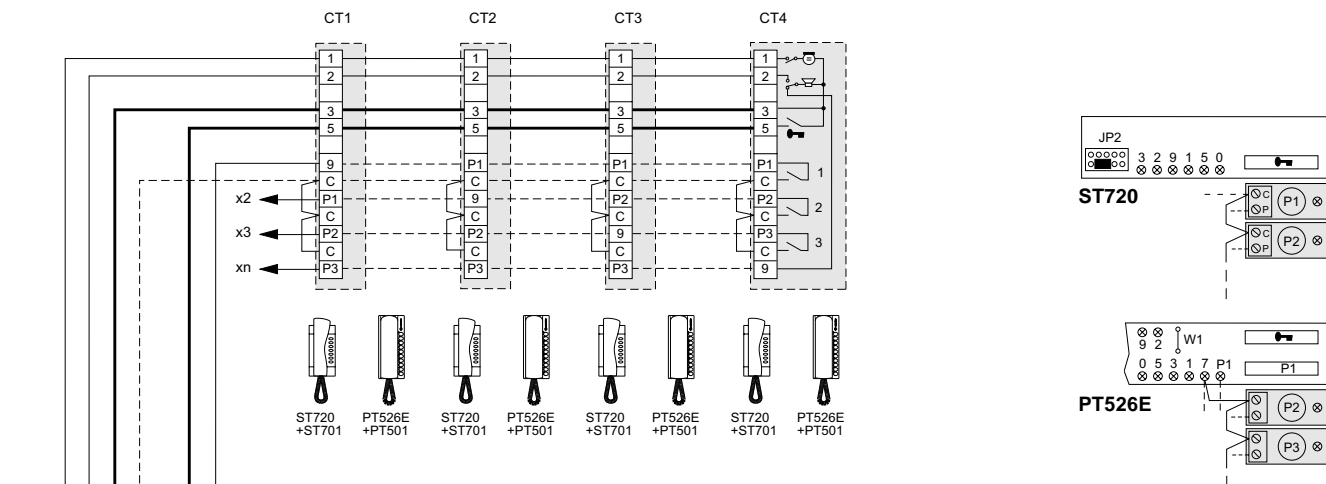 CT1 CT2 CT3 CT4
1 1 1 1
2 2 2 2
3 3 3 3
5 5 5 5
9 P1 P1 P1 1
C C C C
x2 P1 9 P2 P2 2
C C C C
x3 P2 P2 9 P3 3
C C C C
xn P3 P3 P3 9
ST720 PT526E ST720 PT526E ST720 PT526E ST720 PT526E
+ST701 +PT501 +ST701 +PT501 +ST701 +PT501 +ST701 +PT501
JP2
3 2 9 1 5 0
ST720
C
P
P1
C
P
P2
9 2 W1
0 5 3 1 7 P1
P1
PT526E
P2
P3